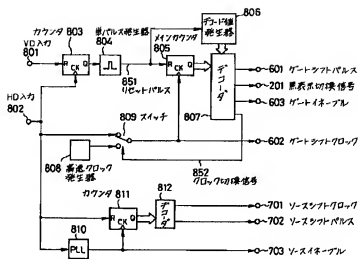 デコード値
発生器
806
カウンタ
803
単パルス発生器
804
メインカウンタ
805
VD入力
801
R
CK
851
リセットパルス
R
CK
デコーダ
807
601 ゲートシフトパルス
201 黒表示切換信号
603 ゲートイネーブル
HD入力
802
809 スイッチ
602 ゲートシフトクロック
808
高速クロック
発生器
852
クロック切換信号
カウンタ
811
R
CK
812
デコーダ
701 ソースシフトクロック
702 ソースシフトパルス
810
PLL
703 ソースイネーブル